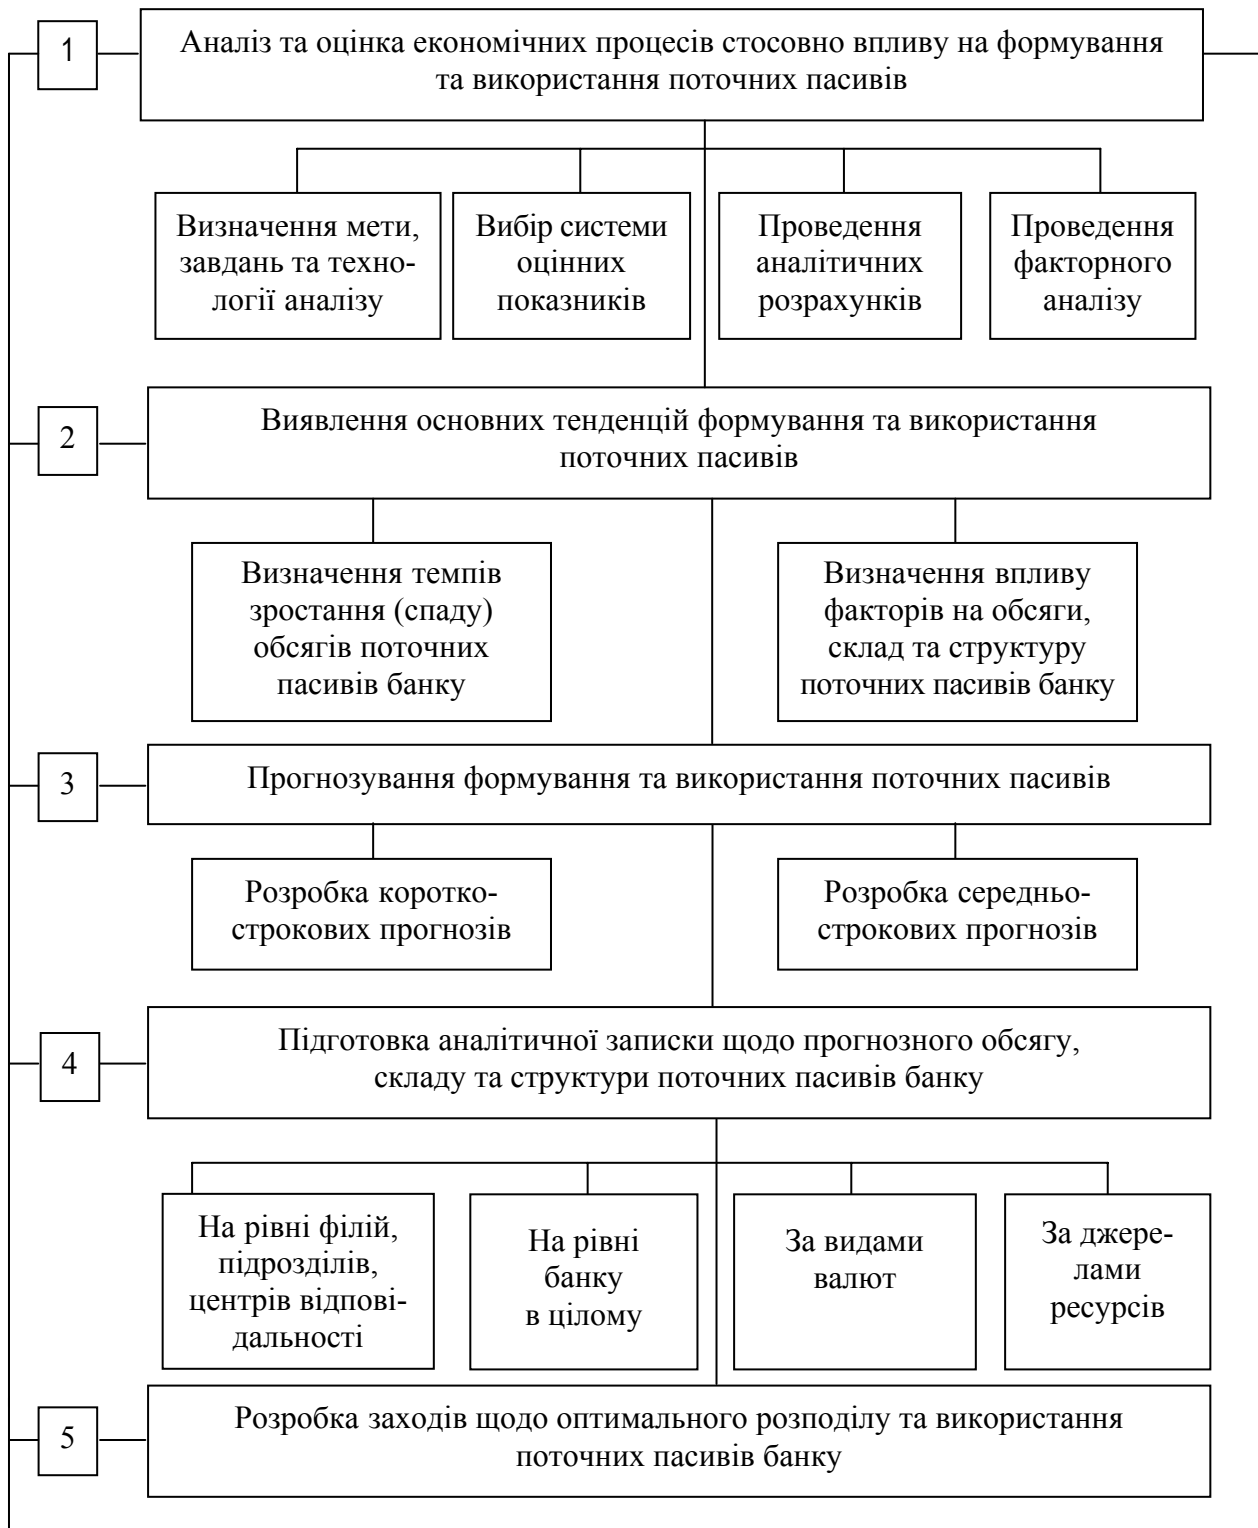 1
Аналіз та оцінка економічних процесів стосовно впливу на формування
та використання поточних пасивів
Визначення мети,
завдань та техно-
логії аналізу
Вибір системи
оцінних
показників
Проведення
аналітичних
розрахунків
Проведення
факторного
аналізу
2
Виявлення основних тенденцій формування та використання
поточних пасивів
Визначення темпів
зростання (спаду)
обсягів поточних
пасивів банку
Визначення впливу
факторів на обсяги,
склад та структуру
поточних пасивів банку
3
Прогнозування формування та використання поточних пасивів
Розробка коротко-
строкових прогнозів
Розробка середньо-
строкових прогнозів
4
Підготовка аналітичної записки щодо прогнозного обсягу,
складу та структури поточних пасивів банку
На рівні філій,
підрозділів,
центрів відпові-
дальності
На рівні
банку
в цілому
За видами
валют
За джере-
лами
ресурсів
5
Розробка заходів щодо оптимального розподілу та використання
поточних пасивів банку